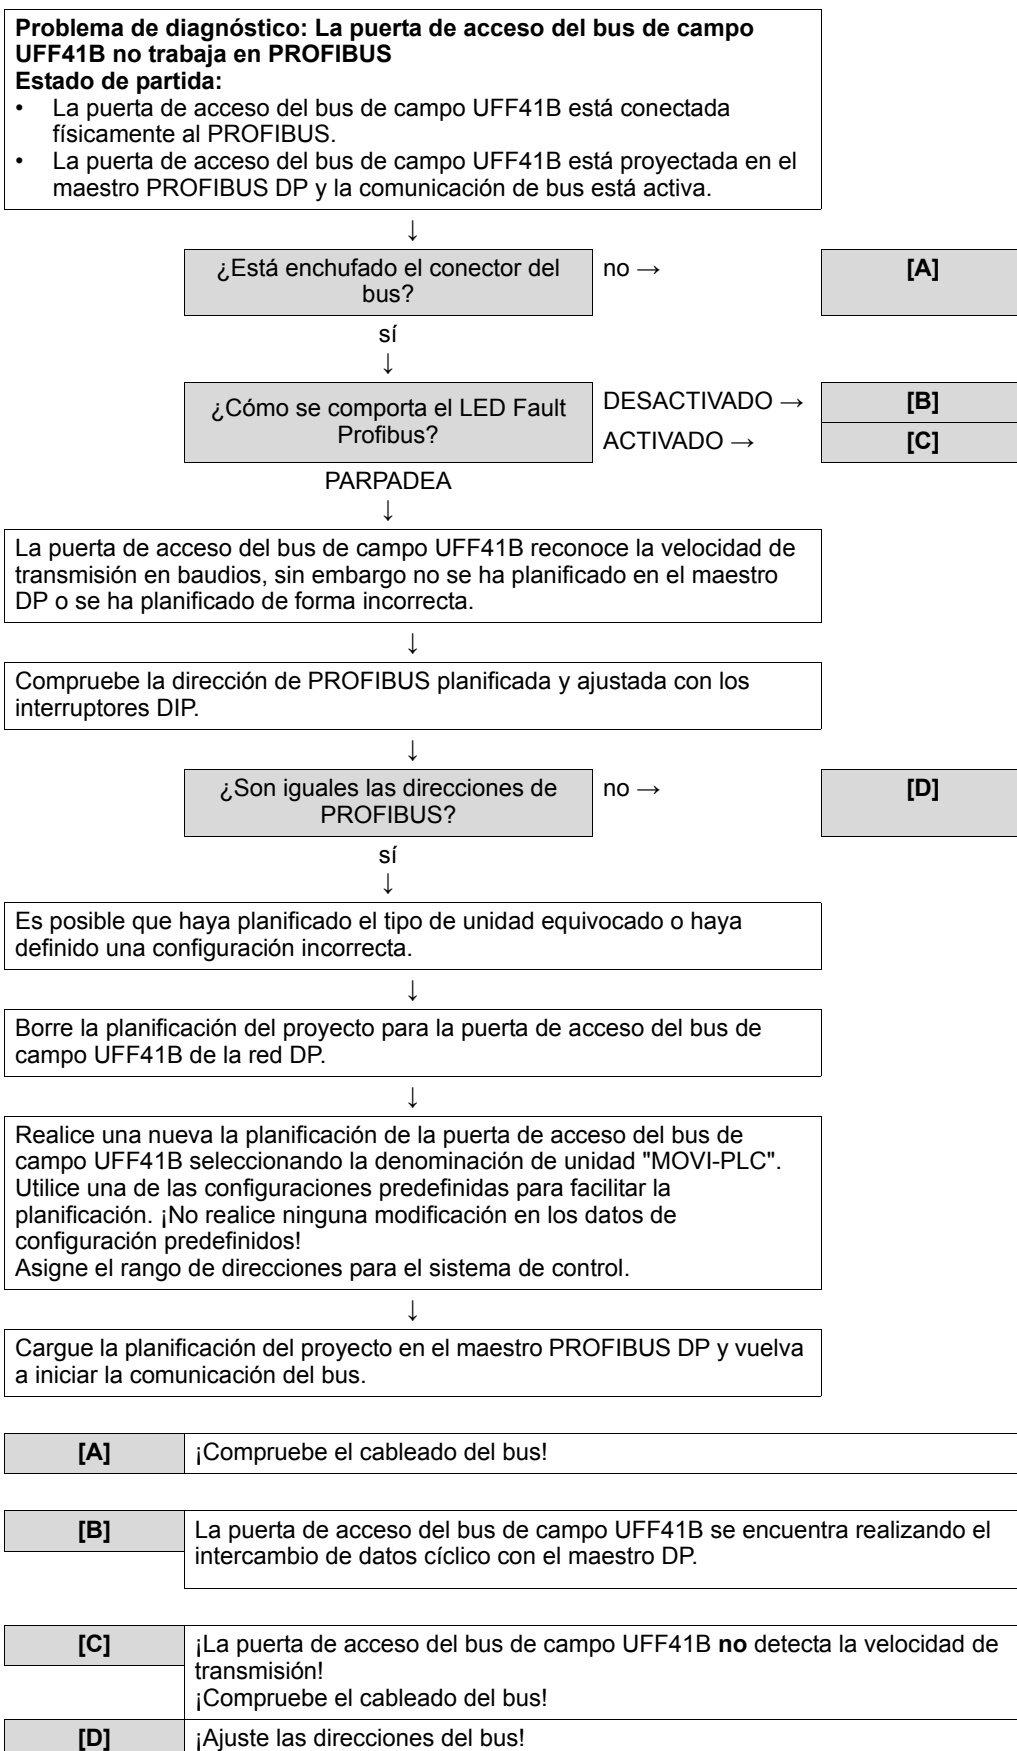 Problema de diagnóstico: La puerta de acceso del bus de campo
UFF41B no trabaja en PROFIBUS
Estado de partida:
• La puerta de acceso del bus de campo UFF41B está conectada
físicamente al PROFIBUS.
• La puerta de acceso del bus de campo UFF41B está proyectada en el
maestro PROFIBUS DP y la comunicación de bus está activa.
↓
¿Está enchufado el conector del
bus?
no →
[A]
sí
↓
¿Cómo se comporta el LED Fault
Profibus?
DESACTIVADO →
[B]
ACTIVADO →
[C]
PARPADEA
↓
La puerta de acceso del bus de campo UFF41B reconoce la velocidad de
transmisión en baudios, sin embargo no se ha planificado en el maestro
DP o se ha planificado de forma incorrecta.
↓
Compruebe la dirección de PROFIBUS planificada y ajustada con los
interruptores DIP.
↓
¿Son iguales las direcciones de
PROFIBUS?
no →
[D]
sí
↓
Es posible que haya planificado el tipo de unidad equivocado o haya
definido una configuración incorrecta.
↓
Borre la planificación del proyecto para la puerta de acceso del bus de
campo UFF41B de la red DP.
↓
Realice una nueva la planificación de la puerta de acceso del bus de
campo UFF41B seleccionando la denominación de unidad "MOVI-PLC".
Utilice una de las configuraciones predefinidas para facilitar la
planificación. ¡No realice ninguna modificación en los datos de
configuración predefinidos!
Asigne el rango de direcciones para el sistema de control.
↓
Cargue la planificación del proyecto en el maestro PROFIBUS DP y vuelva
a iniciar la comunicación del bus.
[A]
¡Compruebe el cableado del bus!
[B]
La puerta de acceso del bus de campo UFF41B se encuentra realizando el
intercambio de datos cíclico con el maestro DP.
[C]
¡La puerta de acceso del bus de campo UFF41B no detecta la velocidad de
transmisión!
¡Compruebe el cableado del bus!
[D]
¡Ajuste las direcciones del bus!